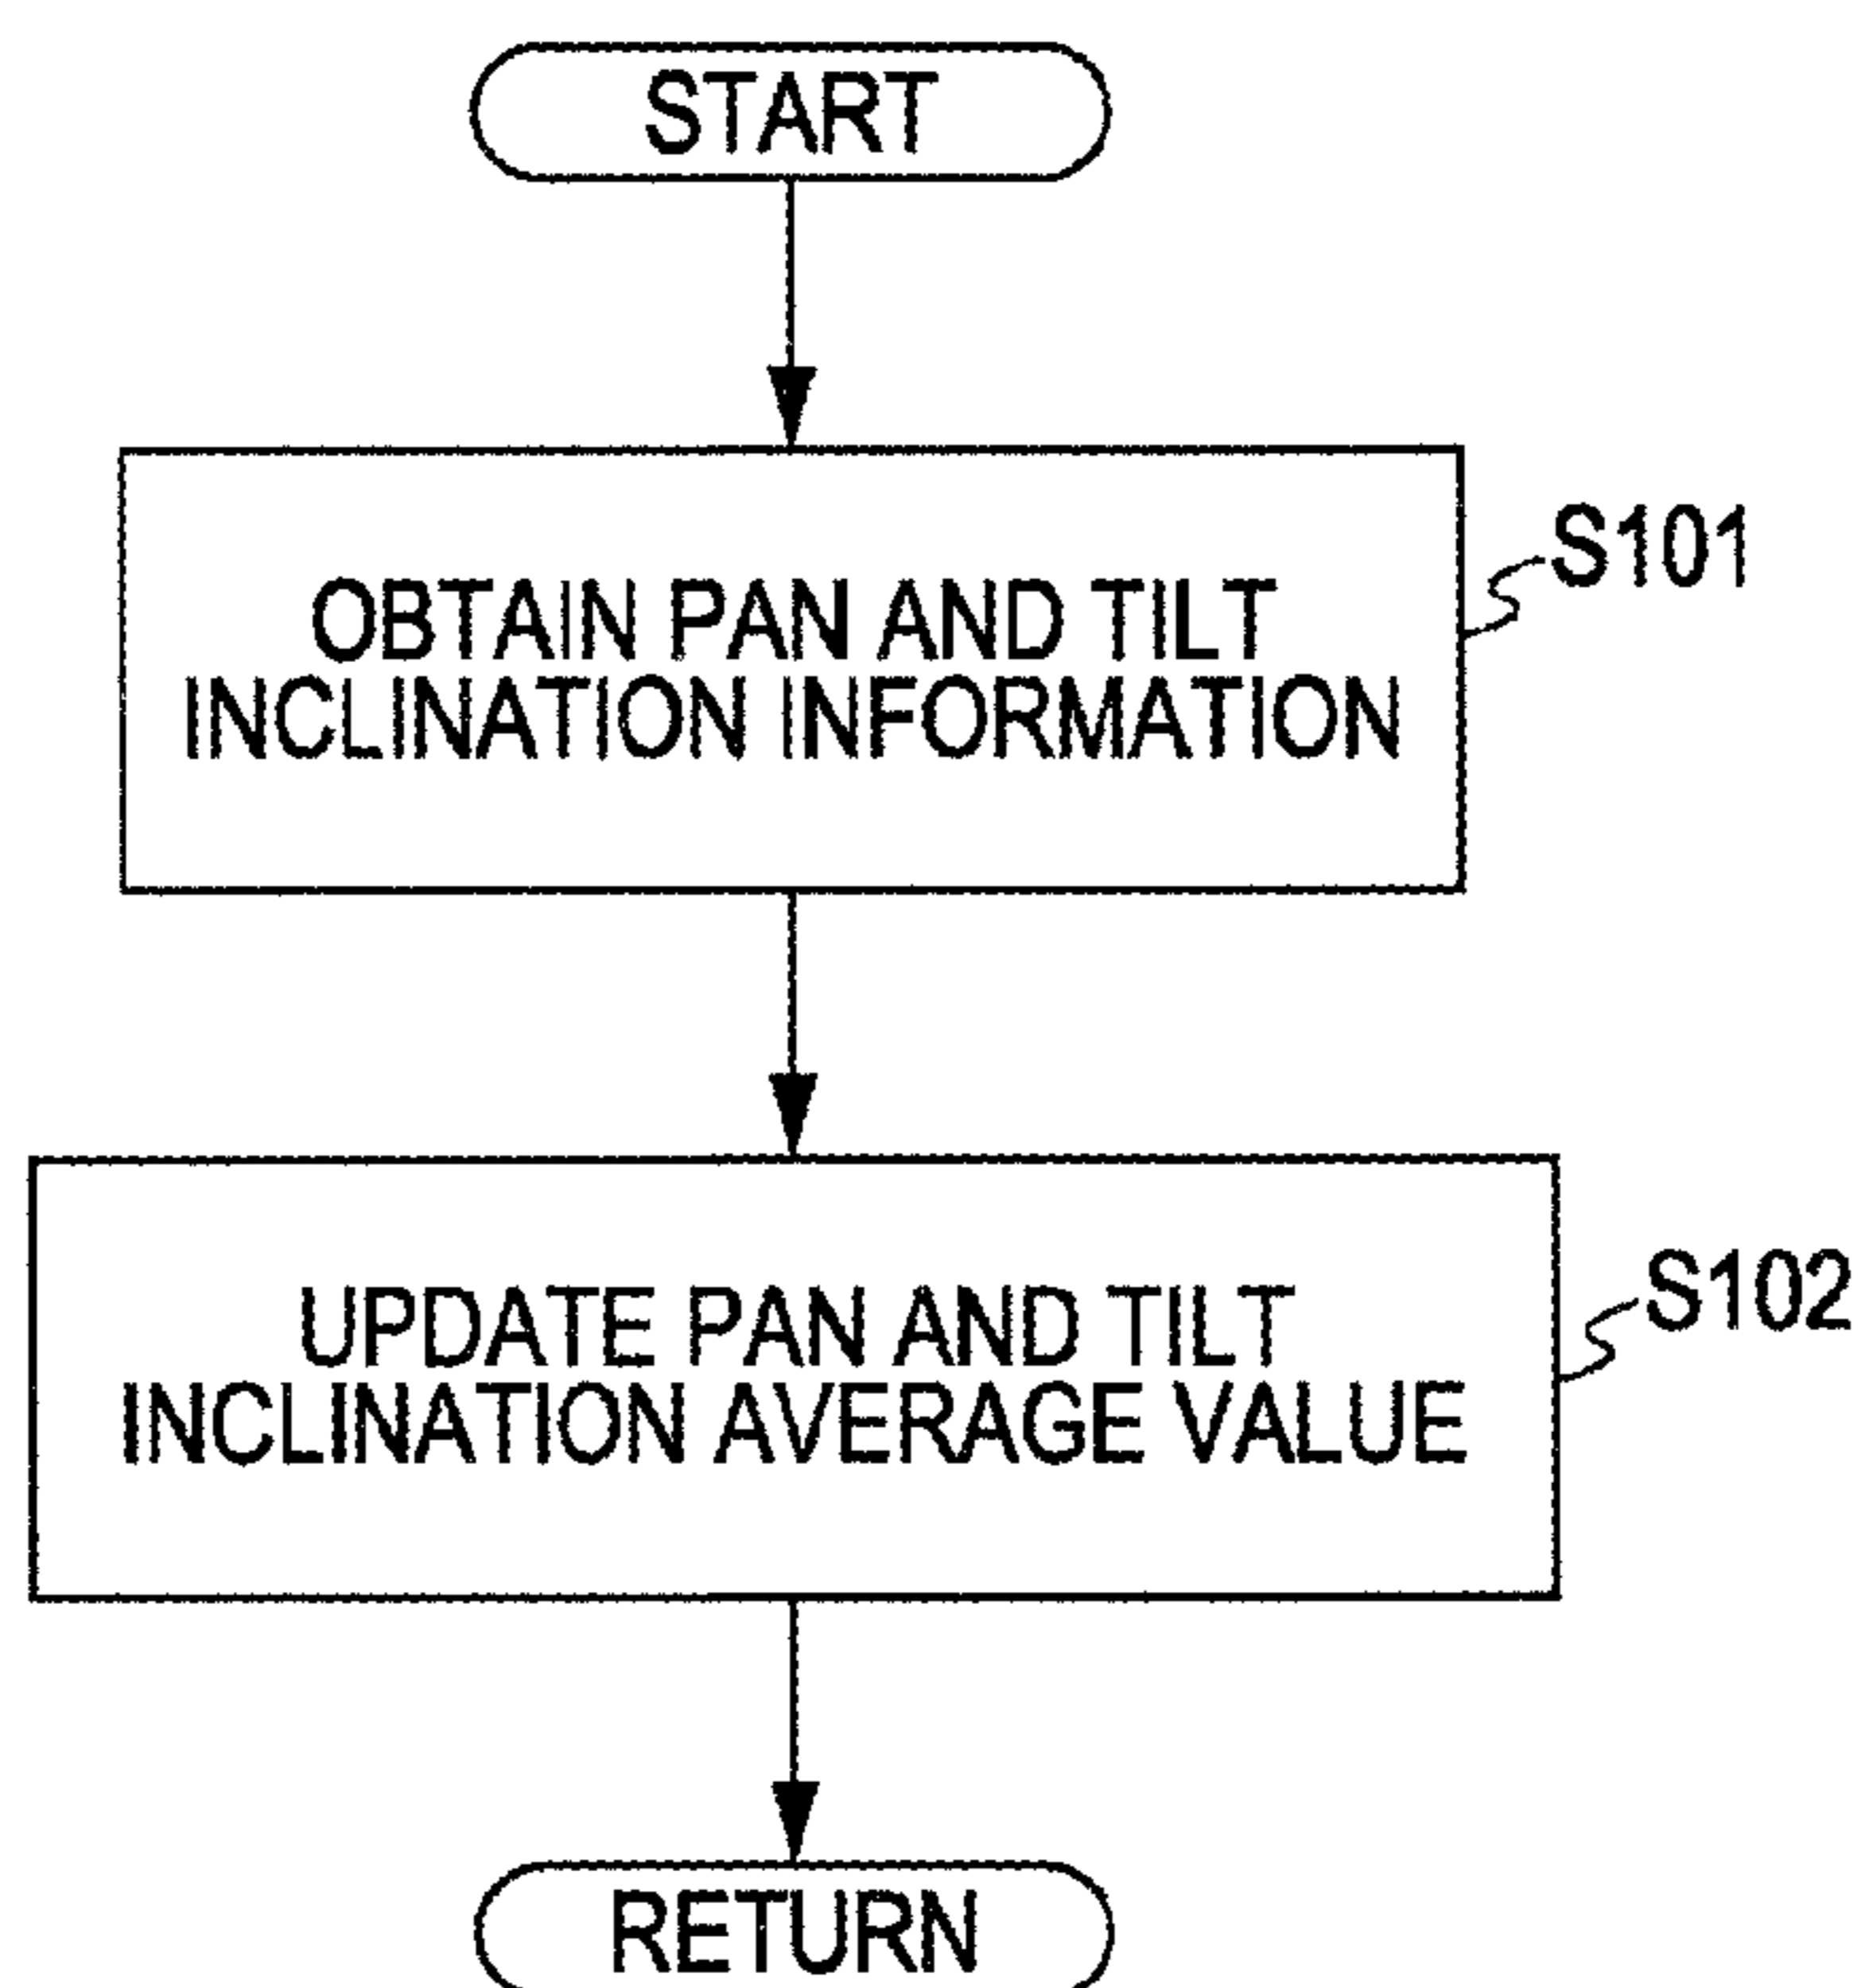 START
OBTAIN PAN AND TILT
INCLINATION INFORMATION
S101
UPDATE PAN AND TILT
INCLINATION AVERAGE VALUE
S102
RETURN